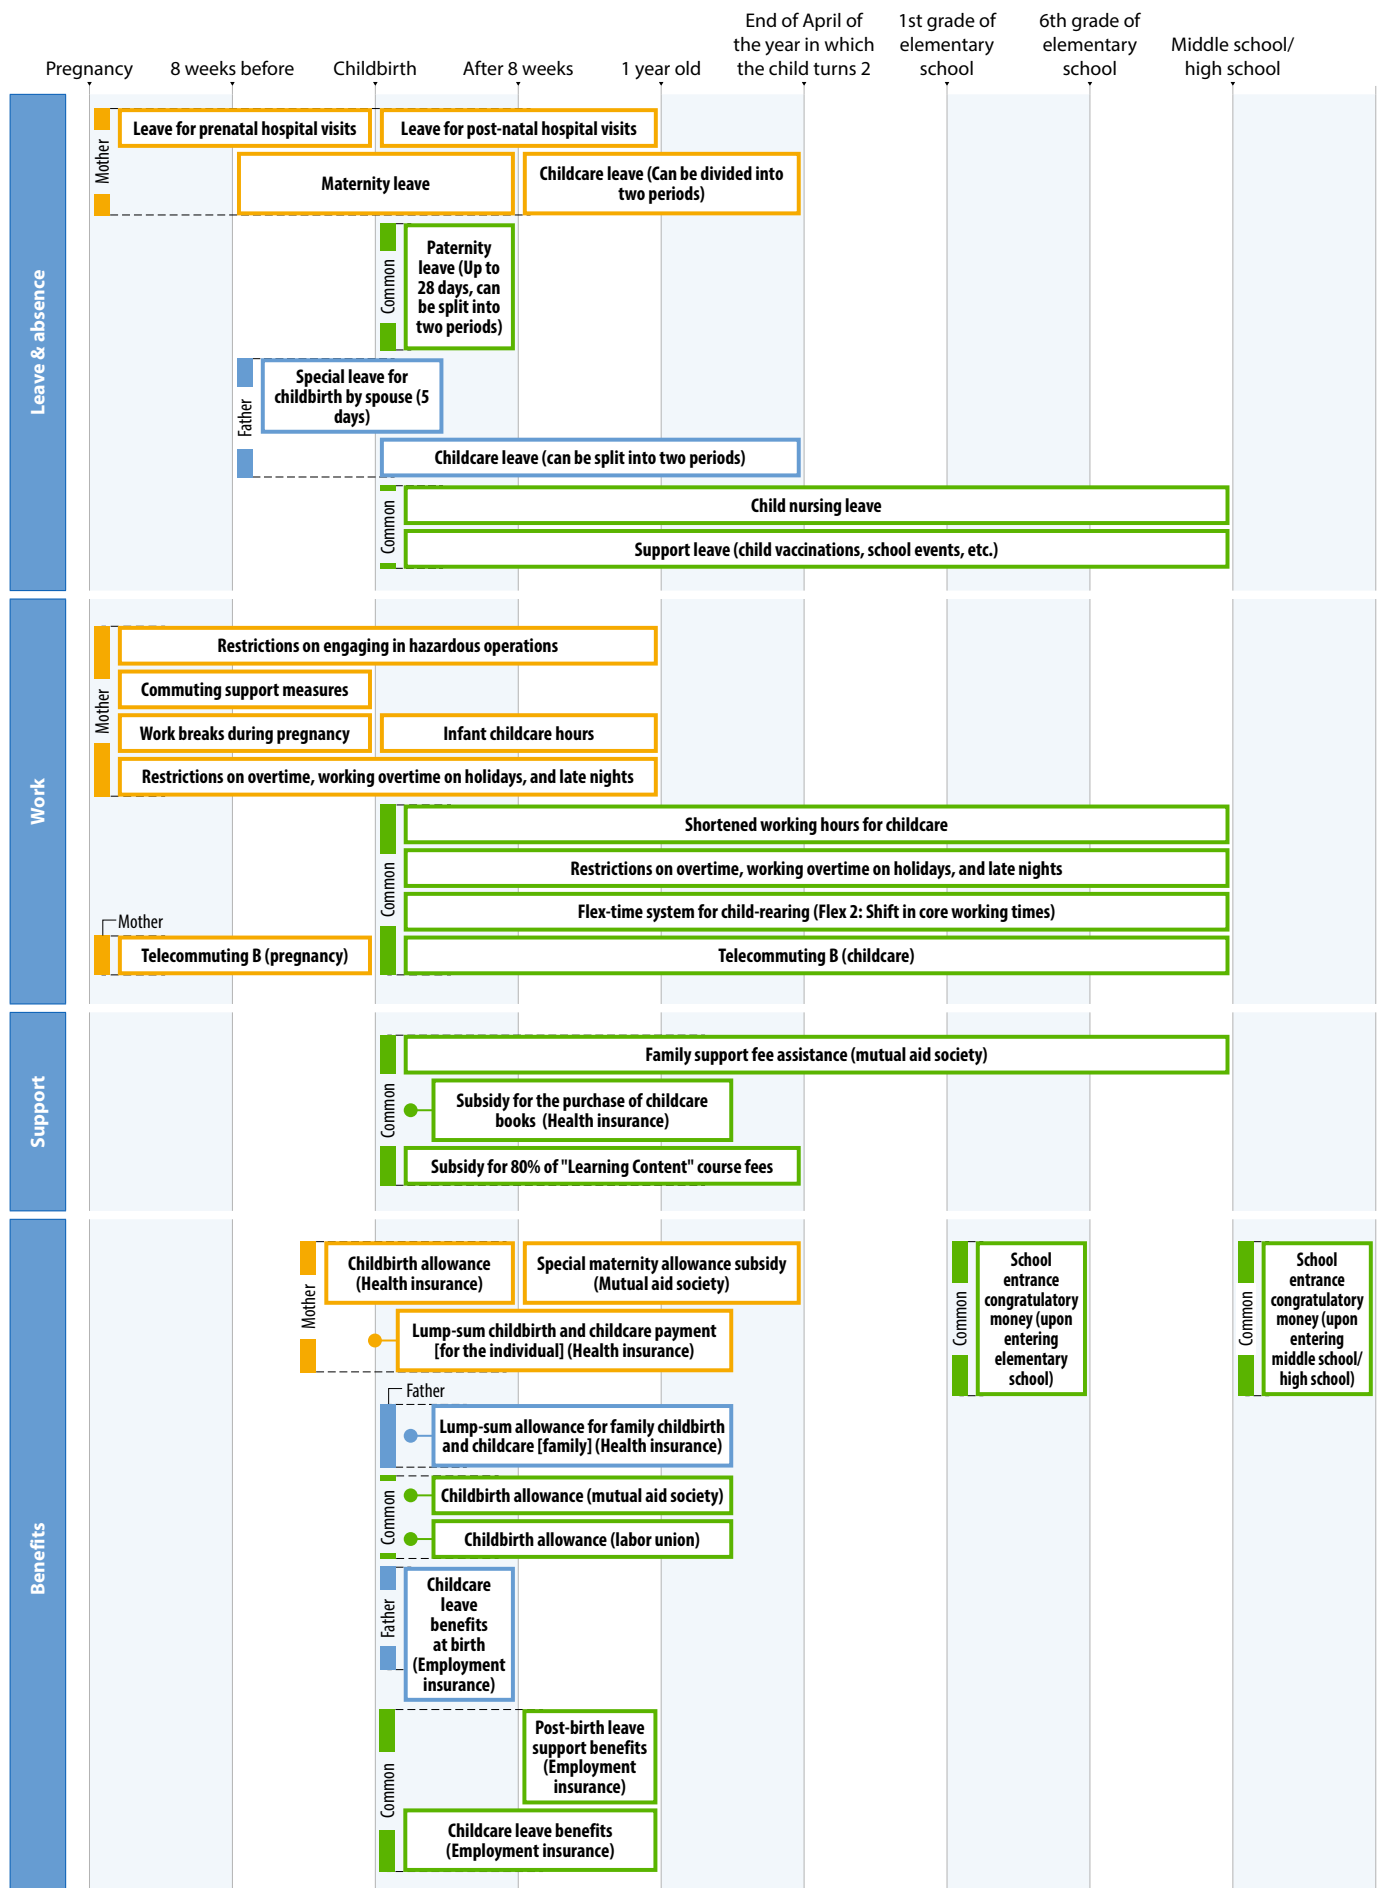 Pregnancy
8 weeks before
Childbirth
After 8 weeks
1 year old
End of April of
the year in which
the child turns 2
1st grade of
elementary
school
6th grade of
elementary
school
Middle school/
high school
Leave & absence
Mother
Leave for prenatal hospital visits
Leave for post-natal hospital visits
Maternity leave
Childcare leave (Can be divided into
two periods)
Common
Paternity
leave (Up to
28 days, can
be split into
two periods)
Father
Special leave for
childbirth by spouse (5
days)
Childcare leave (can be split into two periods)
Common
Child nursing leave
Support leave (child vaccinations, school events, etc.)
Work
Mother
Restrictions on engaging in hazardous operations
Commuting support measures
Work breaks during pregnancy
Infant childcare hours
Restrictions on overtime, working overtime on holidays, and late nights
Common
Shortened working hours for childcare
Restrictions on overtime, working overtime on holidays, and late nights
Flex-time system for child-rearing (Flex 2: Shift in core working times)
Mother
Telecommuting B (pregnancy)
Telecommuting B (childcare)
Support
Common
Family support fee assistance (mutual aid society)
Subsidy for the purchase of childcare
books (Health insurance)
Subsidy for 80% of "Learning Content" course fees
Benefits
Mother
Childbirth allowance
(Health insurance)
Special maternity allowance subsidy
(Mutual aid society)
Lump-sum childbirth and childcare payment
[for the individual] (Health insurance)
Common
School
entrance
congratulatory
money (upon
entering
elementary
school)
Common
School
entrance
congratulatory
money (upon
entering
middle school/
high school)
Father
Lump-sum allowance for family childbirth
and childcare [family] (Health insurance)
Common
Childbirth allowance (mutual aid society)
Childbirth allowance (labor union)
Father
Childcare
leave
benefits
at birth
(Employment
insurance)
Common
Post-birth leave
support benefits
(Employment
insurance)
Childcare leave benefits
(Employment insurance)